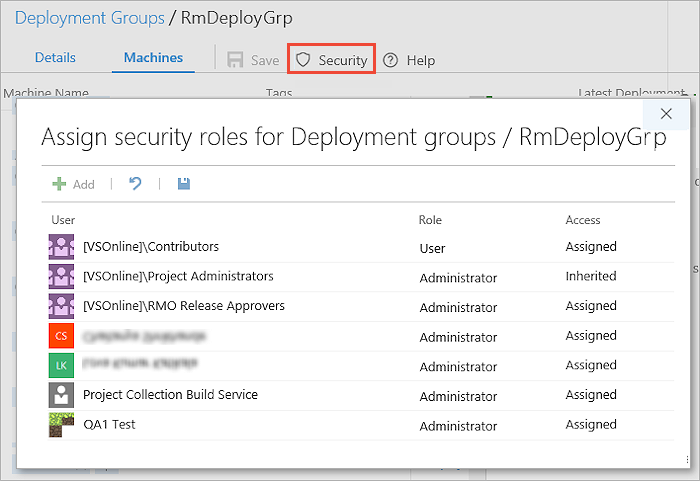 Deployment Groups / RmDeployGrp
Details Machines Save Security Help
Machine Name Tags Latest Deployment
Assign security roles for Deployment groups / RmDeployGrp
Add
User Role Access
[VSOnline]\Contributors User Assigned
[VSOnline]\Project Administrators Administrator Inherited
[VSOnline]\RMO Release Approvers Administrator Assigned
CS Administrator Assigned
LK Administrator Assigned
Project Collection Build Service Administrator Assigned
QA1 Test Administrator Assigned